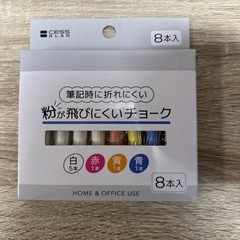 CESS
GLAD
8本入
筆記時に折れにくい
粉が飛びにくいチョーク
白 赤 黄 青
5本 1本 1本 1本
HOME & OFFICE USE
8本入